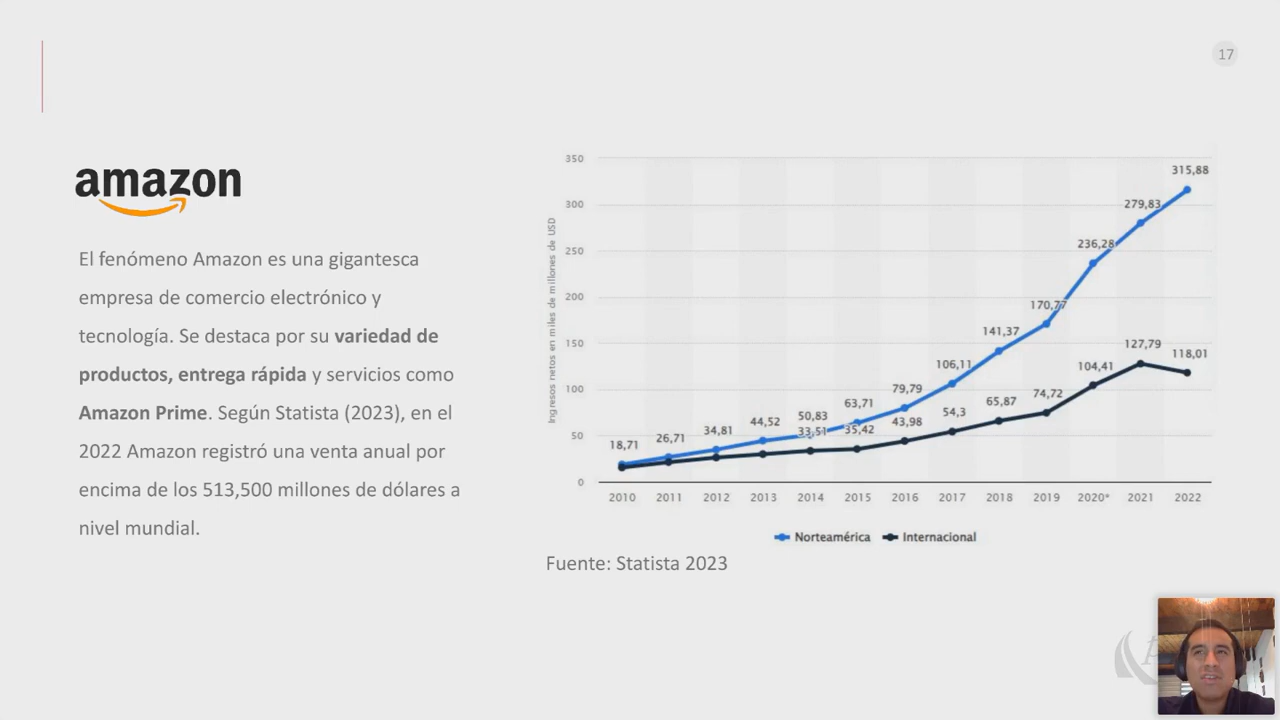 17
amazon
El fenómeno Amazon es una gigantesca
empresa de comercio electrónico y
tecnología. Se destaca por su variedad de
productos, entrega rápida y servicios como
Amazon Prime. Según Statista (2023), en el
2022 Amazon registró una venta anual por
encima de los 513,500 millones de dólares a
nivel mundial.
Ingresos netos en miles de millones de USD
350
300
250
200
150
100
50
0
315,88
279,83
236,28
170,77
141,37
106,11
79,79
63,71
50,83
44,52
34,81
26,71
18,71
127,79
118,01
104,41
74,72
65,87
54,3
43,98
35,42
33,51
2010 2011 2012 2013 2014 2015 2016 2017 2018 2019 2020* 2021 2022
Norteamérica Internacional
Fuente: Statista 2023